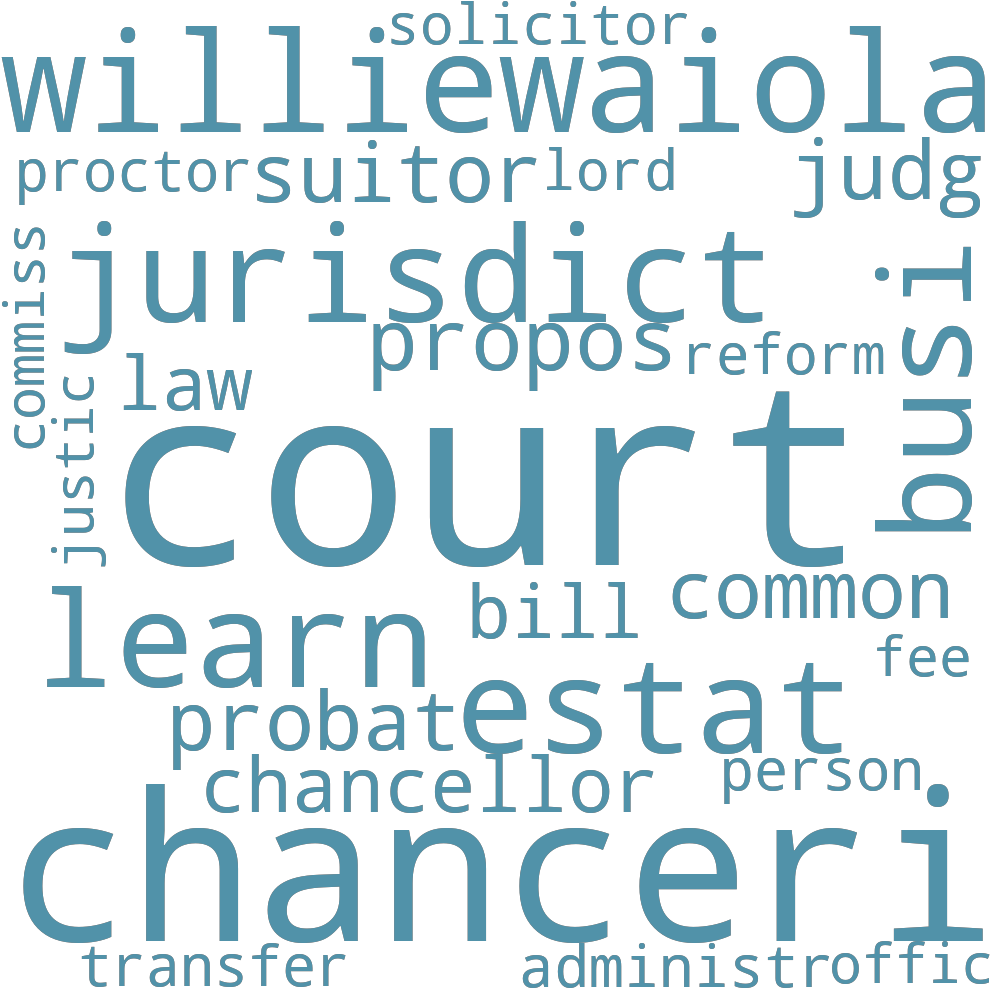 solicitor
williewaiola
proctor suitor lord judg
commiss
jurisdict
busi
propos reform
law
justic
court
learn bill common
fee
probat estat
chancellor person
chanceri
transfer administr offic